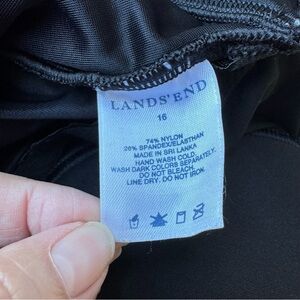 LANDS' END
16
74% NYLON
26% SPANDEX/ELASTHAN
MADE IN SRI LANKA
HAND WASH COLD.
WASH DARK COLORS SEPARATELY.
DO NOT BLEACH.
LINE DRY. DO NOT IRON.